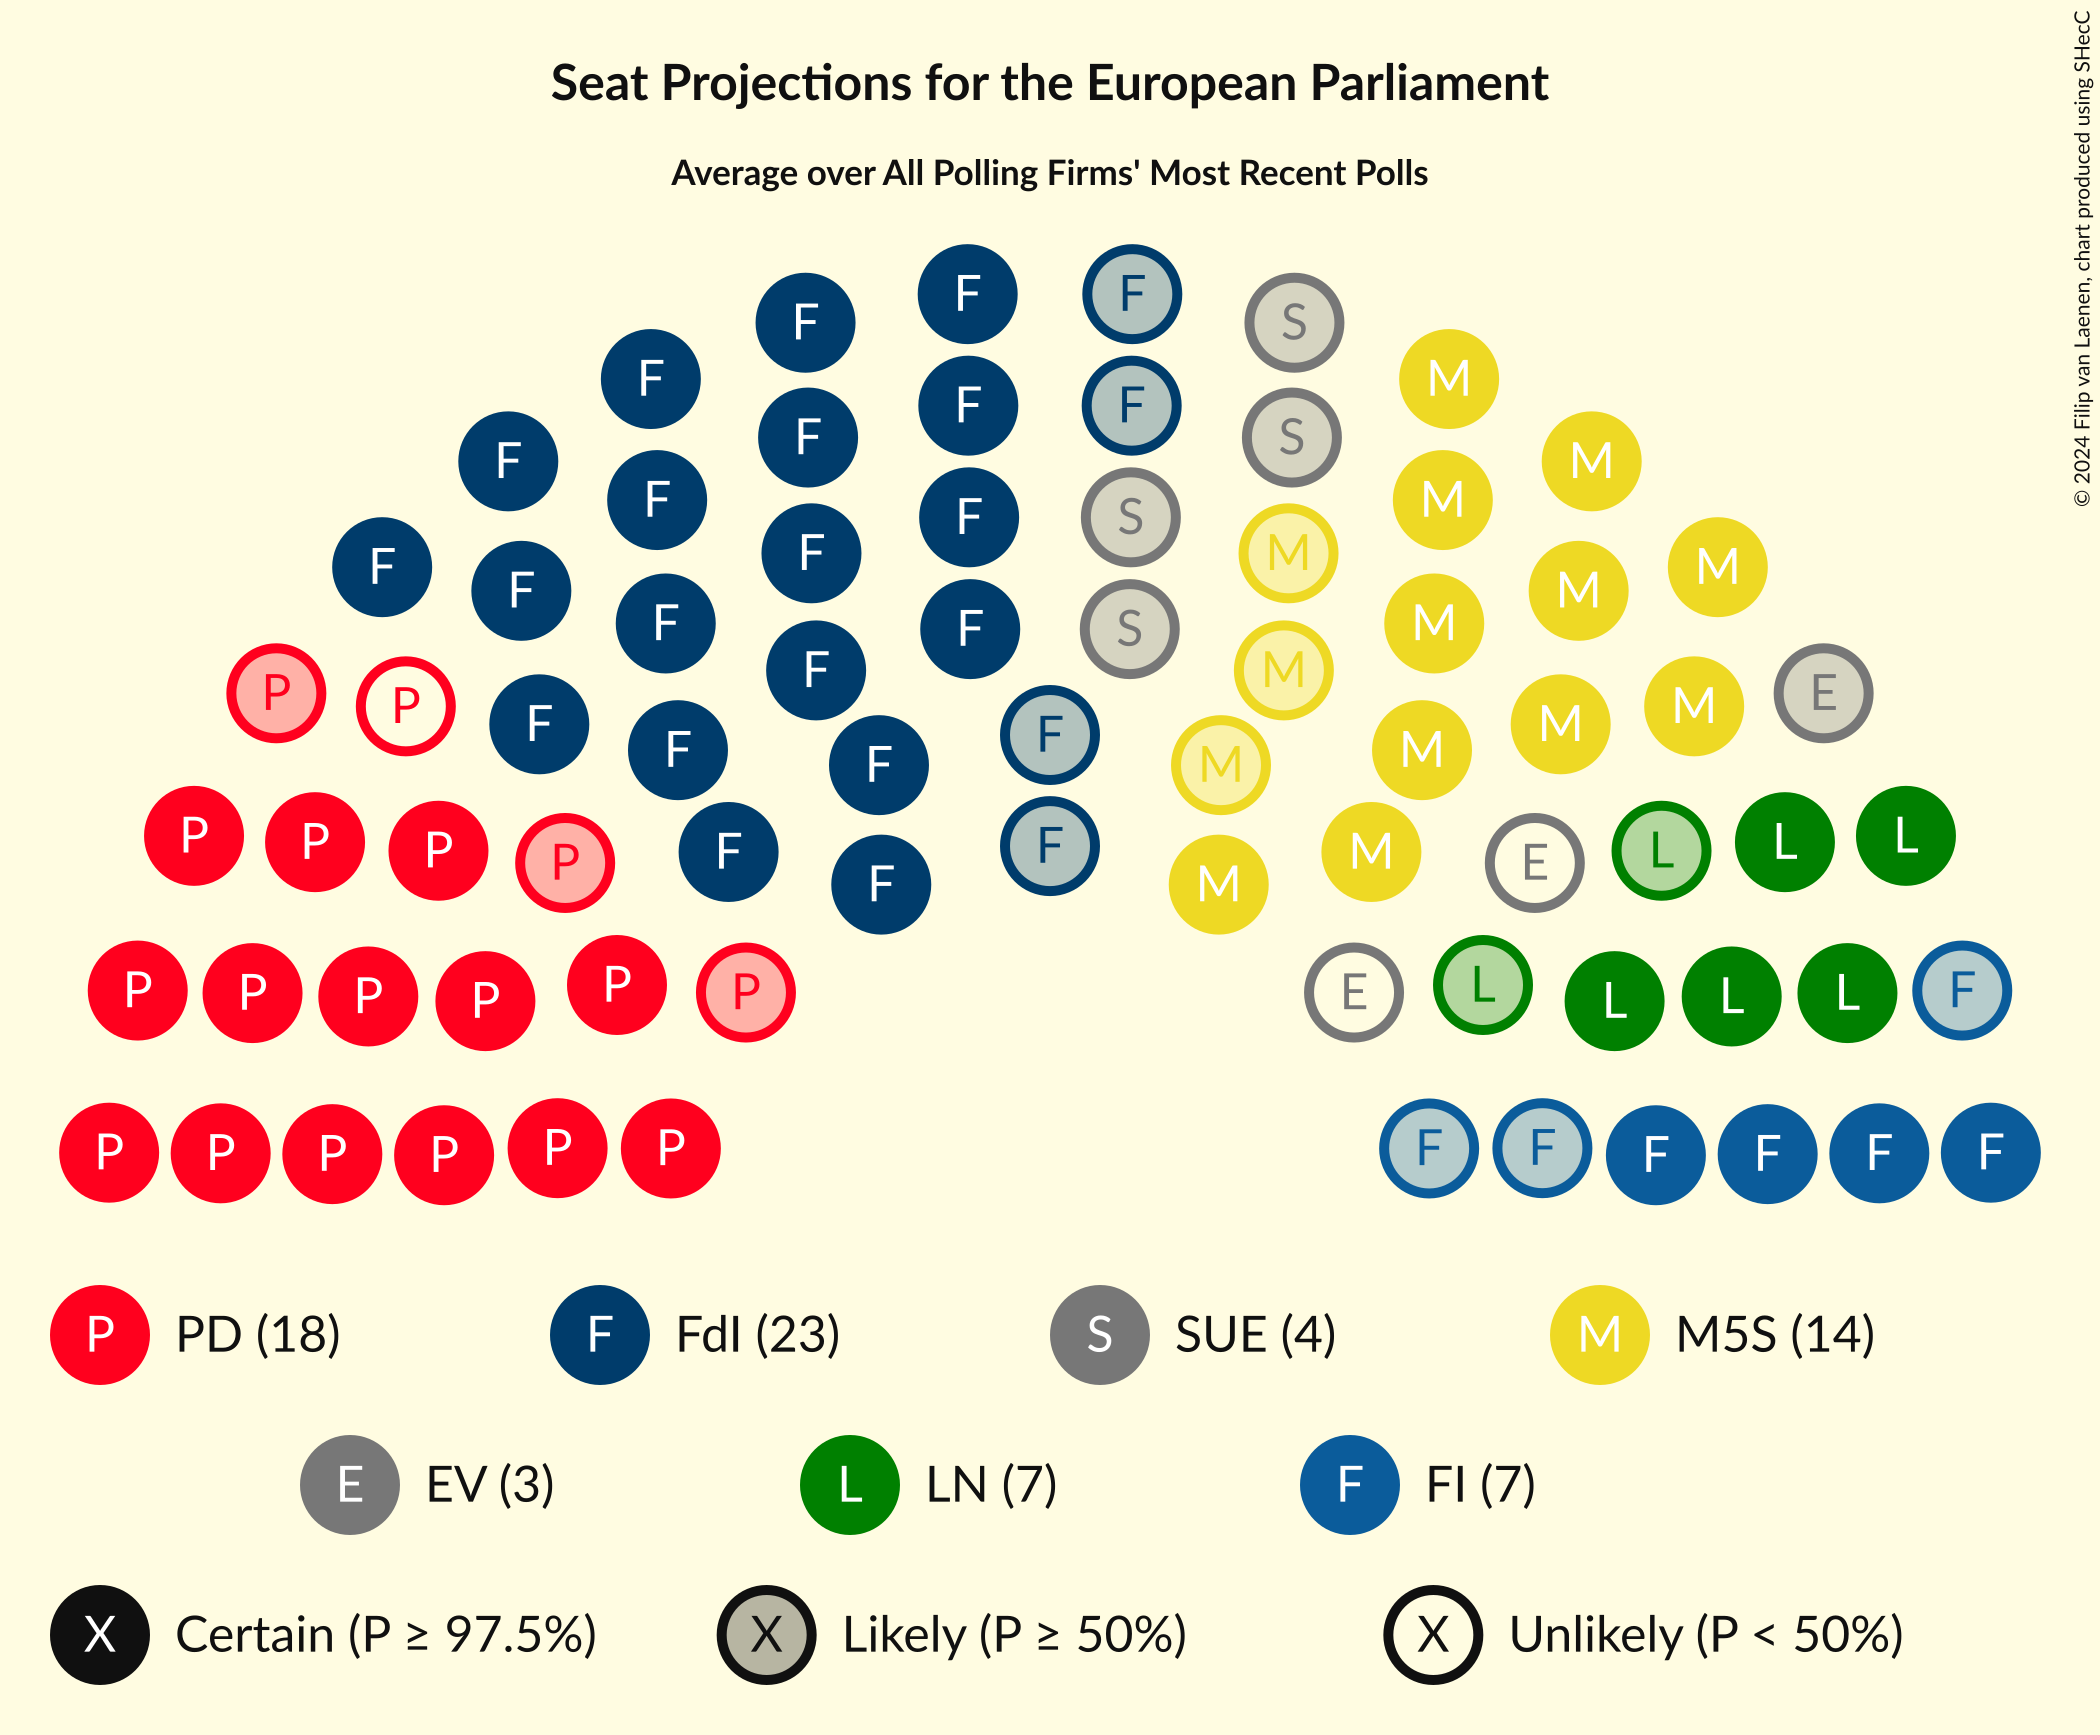 Seat Projections for the European Parliament
Average over All Polling Firms' Most Recent Polls
© 2024 Filip van Laenen, chart produced using SHecC
F F
F S
F M
F F F M
F F S
F M M
F F S M M
F F M M
F F S M
P P F F F M M M E
F F M
P P P P F F F M M E L L L
P P P P P P E L L L L F
P P P P P P F F F F F F
P PD (18) F FdI (23) S SUE (4) M M5S (14)
E EV (3) L LN (7) F FI (7)
X Certain (P ≥ 97.5%) X Likely (P ≥ 50%) X Unlikely (P < 50%)